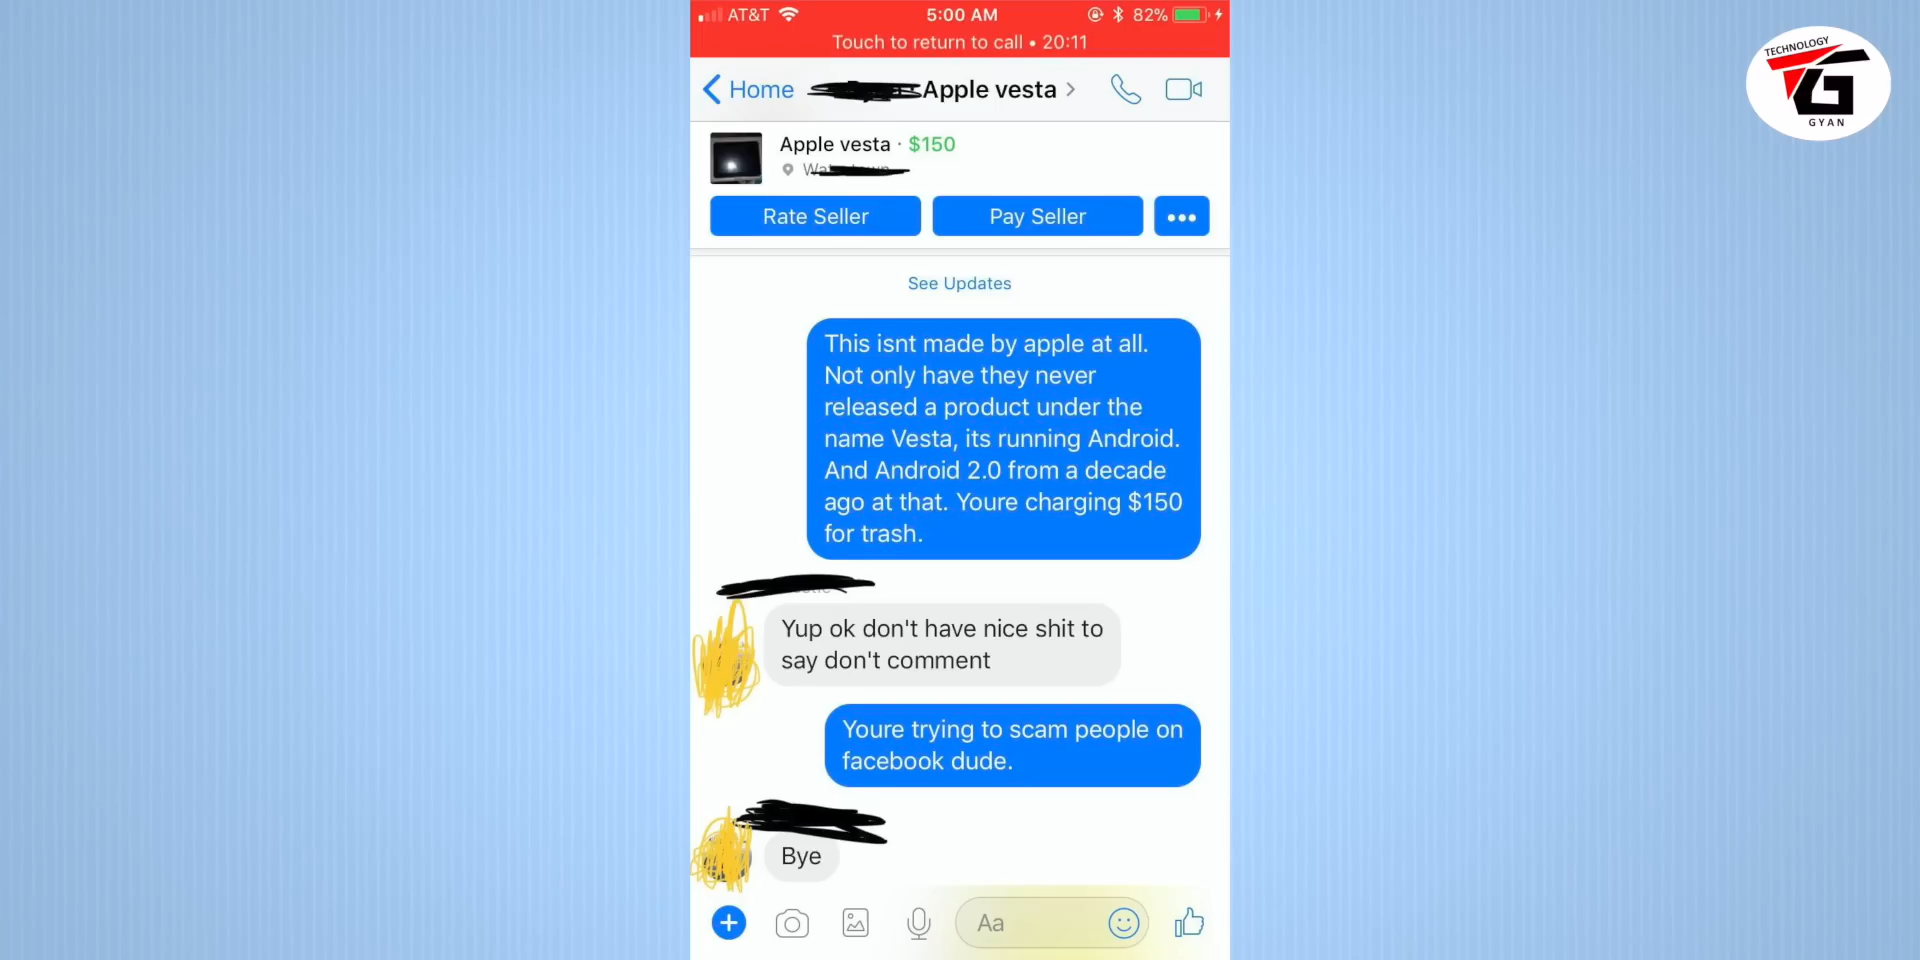 AT&T 5:00 AM 82%
Touch to return to call • 20:11
Home Apple vesta
Apple vesta · $150
Rate Seller Pay Seller
See Updates
This isnt made by apple at all.
Not only have they never
released a product under the
name Vesta, its running Android.
And Android 2.0 from a decade
ago at that. Youre charging $150
for trash.
Yup ok don't have nice shit to
say don't comment
Youre trying to scam people on
facebook dude.
Bye
Aa
TECHNOLOGY
TG
GYAN